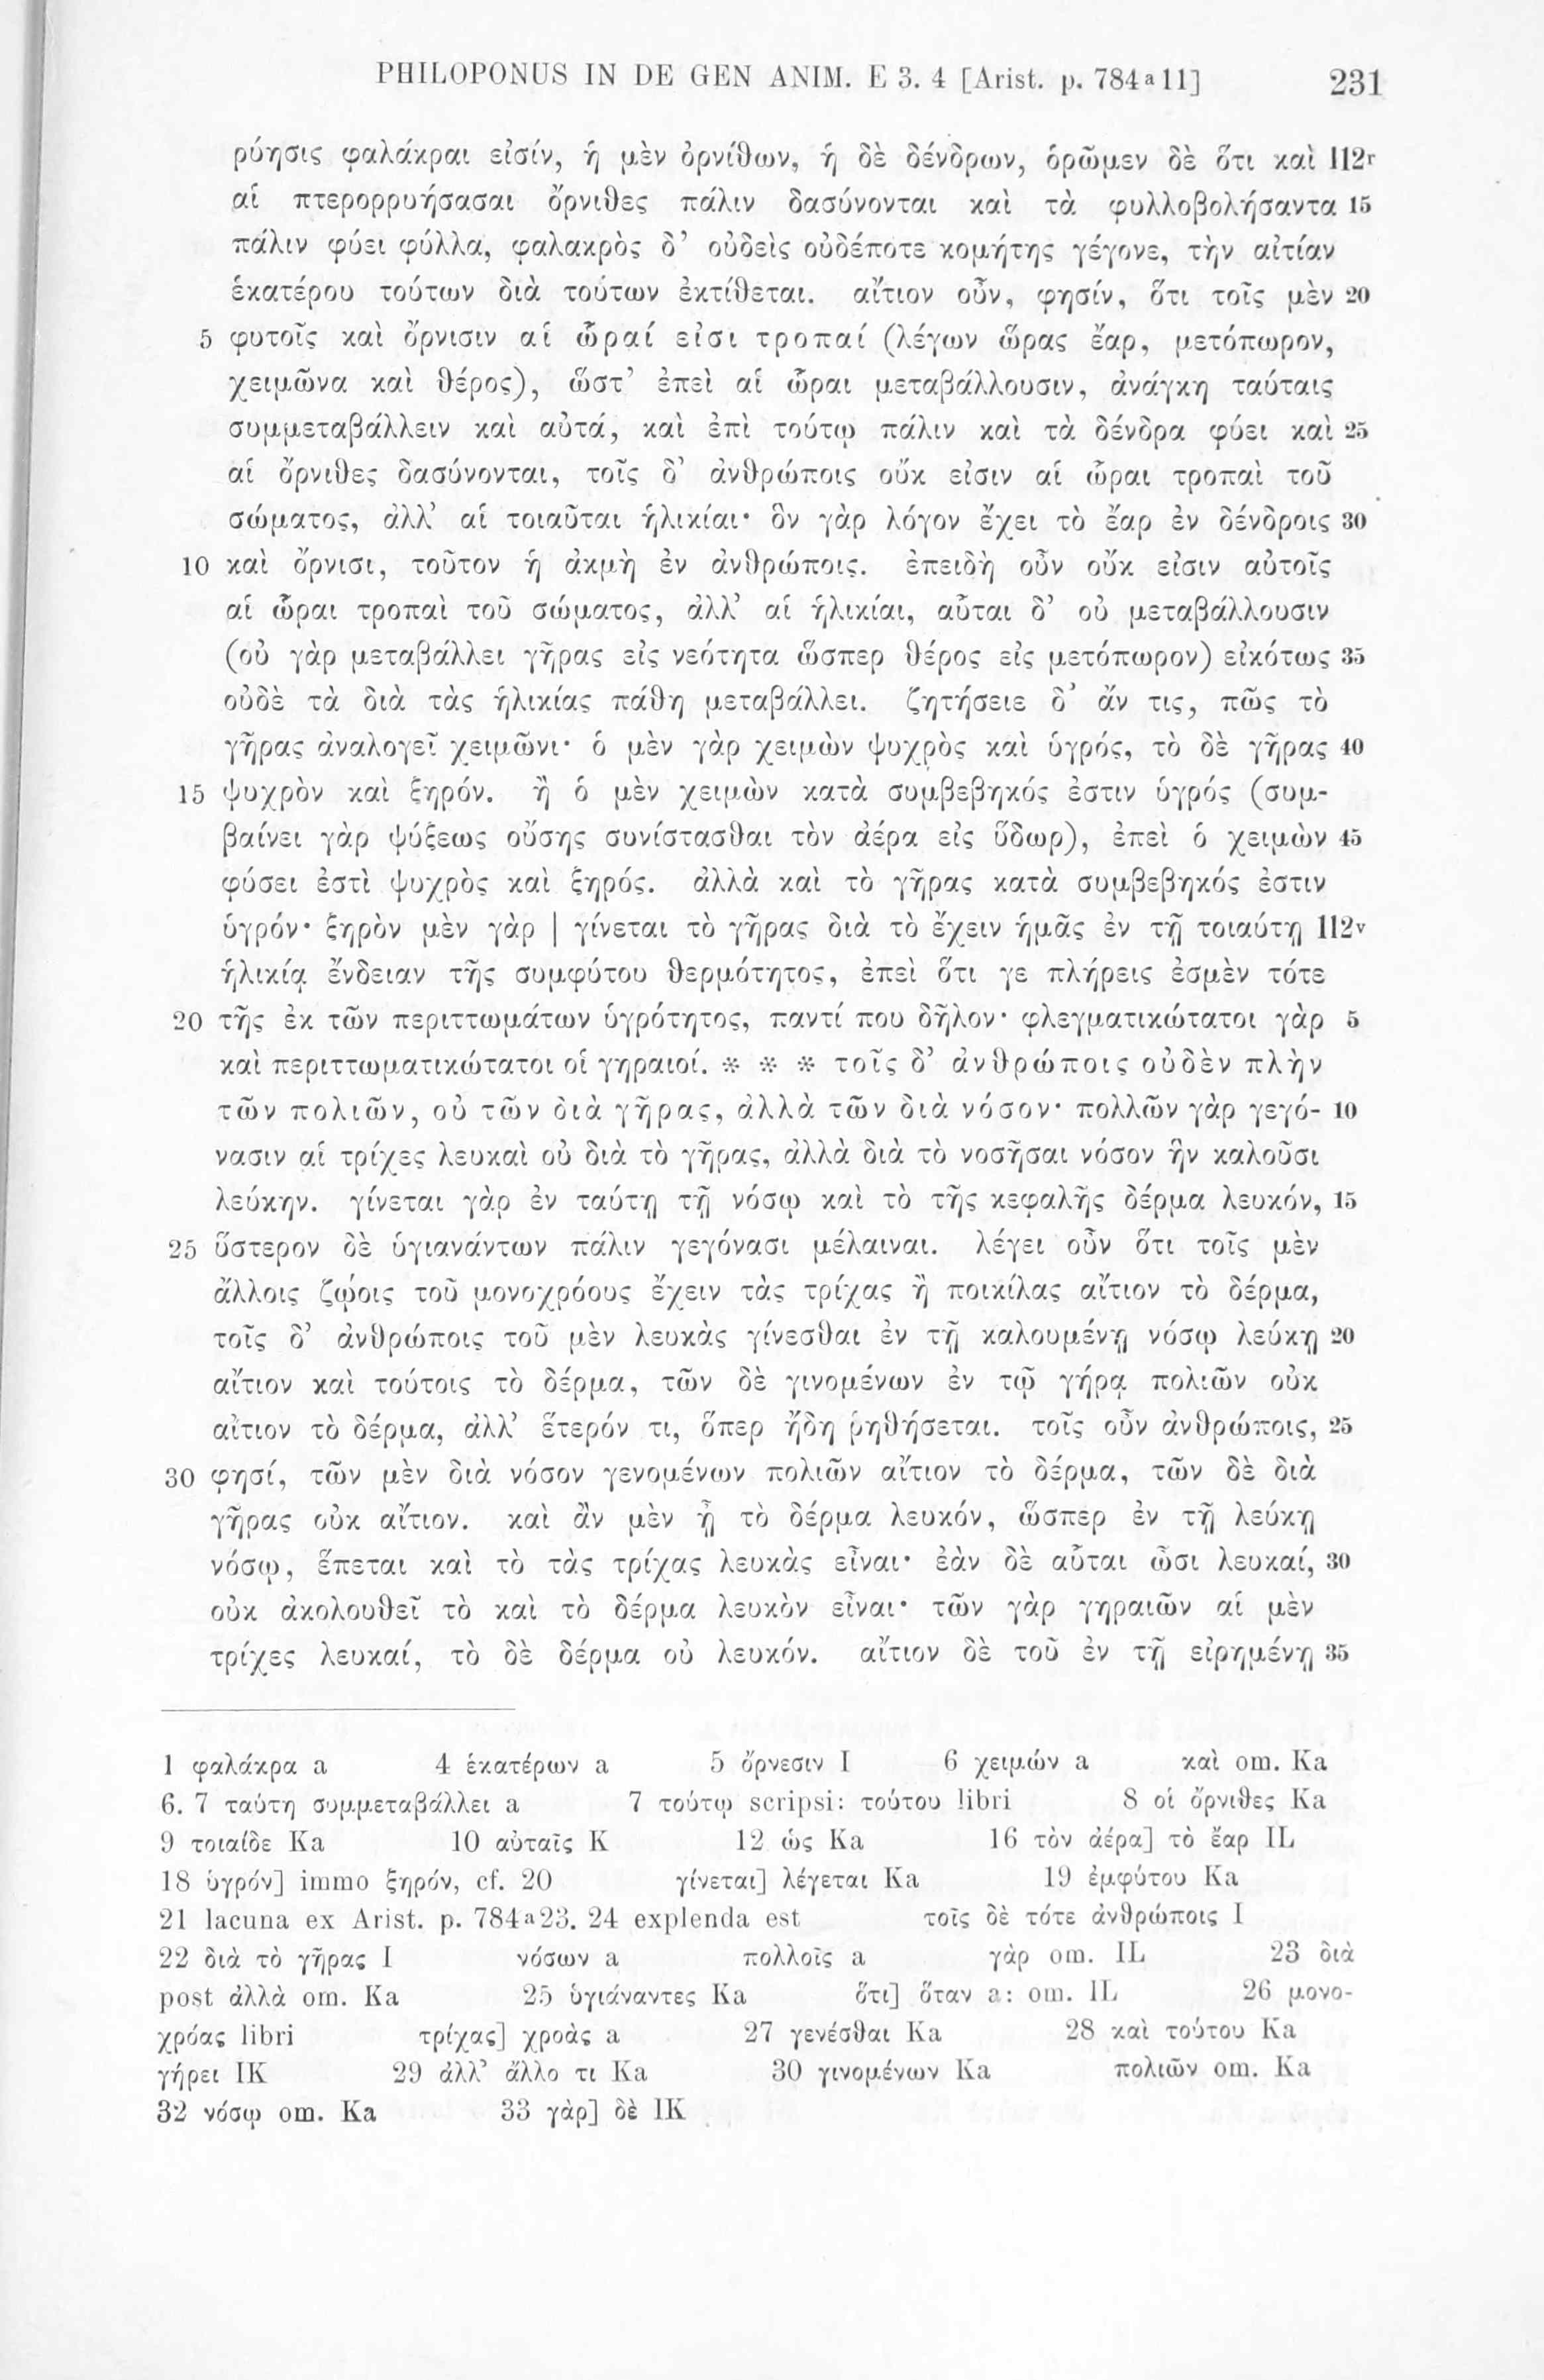 PHILOPONUS IN DE GEN ANIM. E 3. 4 [Arist. p. 784ᵃ11] 231
ρύησις φαλάκραι εἰσίν, ἡ μὲν ὀρνίθων, ἡ δὲ δένδρων, ὁρῶμεν δὲ ὅτι καὶ 112ʳ
αἱ πτερορρυήσασαι ὄρνιθες πάλιν δασύνονται καὶ τὰ φυλλοβολήσαντα 15
πάλιν φύει φύλλα, φαλακρὸς δ’ οὐδεὶς οὐδέποτε κομήτης γέγονε, τὴν αἰτίαν
ἑκατέρου τούτων διὰ τούτων ἐκτίθεται. αἴτιον οὖν, φησίν, ὅτι τοῖς μὲν 20
5 φυτοῖς καὶ ὄρνισιν αἱ ὧραί εἰσι τροπαί (λέγων ὥρας ἔαρ, μετόπωρον,
χειμῶνα καὶ θέρος), ὥστ’ ἐπεὶ αἱ ὧραι μεταβάλλουσιν, ἀνάγκη ταύταις
συμμεταβάλλειν καὶ αὐτά, καὶ ἐπὶ τούτῳ πάλιν καὶ τὰ δένδρα φύει καὶ 25
αἱ ὄρνιθες δασύνονται, τοῖς δ’ ἀνθρώποις οὔκ εἰσιν αἱ ὧραι τροπαὶ τοῦ
σώματος, ἀλλ’ αἱ τοιαῦται ἡλικίαι· ὃν γὰρ λόγον ἔχει τὸ ἔαρ ἐν δένδροις 30
10 καὶ ὄρνισι, τοῦτον ἡ ἀκμὴ ἐν ἀνθρώποις. ἐπειδὴ οὖν οὔκ εἰσιν αὐτοῖς
αἱ ὧραι τροπαὶ τοῦ σώματος, ἀλλ’ αἱ ἡλικίαι, αὗται δ’ οὐ μεταβάλλουσιν
(οὐ γὰρ μεταβάλλει γῆρας εἰς νεότητα ὥσπερ θέρος εἰς μετόπωρον) εἰκότως 35
οὐδὲ τὰ διὰ τὰς ἡλικίας πάθη μεταβάλλει. ζητήσειε δ’ ἄν τις, πῶς τὸ
γῆρας ἀναλογεῖ χειμῶνι· ὁ μὲν γὰρ χειμὼν ψυχρὸς καὶ ὑγρός, τὸ δὲ γῆρας 40
15 ψυχρὸν καὶ ξηρόν. ἢ ὁ μὲν χειμὼν κατὰ συμβεβηκός ἐστιν ὑγρός (συμ-
βαίνει γὰρ ψύξεως οὔσης συνίστασθαι τὸν ἀέρα εἰς ὕδωρ), ἐπεὶ ὁ χειμὼν 45
φύσει ἐστὶ ψυχρὸς καὶ ξηρός. ἀλλὰ καὶ τὸ γῆρας κατὰ συμβεβηκός ἐστιν
ὑγρόν· ξηρὸν μὲν γὰρ | γίνεται τὸ γῆρας διὰ τὸ ἔχειν ἡμᾶς ἐν τῇ τοιαύτῃ 112ᵛ
ἡλικίᾳ ἔνδειαν τῆς συμφύτου θερμότητος, ἐπεὶ ὅτι γε πλήρεις ἐσμὲν τότε
20 τῆς ἐκ τῶν περιττωμάτων ὑγρότητος, παντί που δῆλον· φλεγματικώτατοι γὰρ 5
καὶ περιττωματικώτατοι οἱ γηραιοί. * * * τοῖς δ’ ἀνθρώποις οὐδὲν πλὴν
τῶν πολιῶν, οὐ τῶν διὰ γῆρας, ἀλλὰ τῶν διὰ νόσον· πολλῶν γὰρ γεγό- 10
νασιν αἱ τρίχες λευκαὶ οὐ διὰ τὸ γῆρας, ἀλλὰ διὰ τὸ νοσῆσαι νόσον ἣν καλοῦσι
λεύκην. γίνεται γὰρ ἐν ταύτῃ τῇ νόσῳ καὶ τὸ τῆς κεφαλῆς δέρμα λευκόν, 15
25 ὕστερον δὲ ὑγιανάντων πάλιν γεγόνασι μέλαιναι. λέγει οὖν ὅτι τοῖς μὲν
ἄλλοις ζῴοις τοῦ μονοχρόους ἔχειν τὰς τρίχας ἢ ποικίλας αἴτιον τὸ δέρμα,
τοῖς δ’ ἀνθρώποις τοῦ μὲν λευκὰς γίνεσθαι ἐν τῇ καλουμένῃ νόσῳ λεύκῃ 20
αἴτιον καὶ τούτοις τὸ δέρμα, τῶν δὲ γινομένων ἐν τῷ γήρᾳ πολιῶν οὐκ
αἴτιον τὸ δέρμα, ἀλλ’ ἕτερόν τι, ὅπερ ἤδη ῥηθήσεται. τοῖς οὖν ἀνθρώποις, 25
30 φησί, τῶν μὲν διὰ νόσον γενομένων πολιῶν αἴτιον τὸ δέρμα, τῶν δὲ διὰ
γῆρας οὐκ αἴτιον. καὶ ἂν μὲν ᾖ τὸ δέρμα λευκόν, ὥσπερ ἐν τῇ λεύκῃ
νόσῳ, ἕπεται καὶ τὸ τὰς τρίχας λευκὰς εἶναι· ἐὰν δὲ αὗται ὦσι λευκαί, 30
οὐκ ἀκολουθεῖ τὸ καὶ τὸ δέρμα λευκὸν εἶναι· τῶν γὰρ γηραιῶν αἱ μὲν
τρίχες λευκαί, τὸ δὲ δέρμα οὐ λευκόν. αἴτιον δὲ τοῦ ἐν τῇ εἰρημένῃ 35
1 φαλάκρα a 4 ἑκατέρων a 5 ὄρνεσιν I 6 χειμών a καὶ om. Ka
6. 7 ταύτη συμμεταβάλλει a 7 τούτῳ scripsi: τούτου libri 8 οἱ ὄρνιθες Ka
9 τοιαίδε Ka 10 αὐταῖς K 12 ὡς Ka 16 τὸν ἀέρα] τὸ ἔαρ IL
18 ὑγρόν] immo ξηρόν, cf. 20 γίνεται] λέγεται Ka 19 ἐμφύτου Ka
21 lacuna ex Arist. p. 784ᵃ23. 24 explenda est τοῖς δὲ τότε ἀνθρώποις I
22 διὰ τὸ γῆρας I νόσων a πολλοῖς a γὰρ om. IL 23 διὰ
post ἀλλὰ om. Ka 25 ὑγιάναντες Ka ὅτι] ὅταν a: om. IL 26 μονο-
χρόας libri τρίχας] χροὰς a 27 γενέσθαι Ka 28 καὶ τούτου Ka
γήρει IK 29 ἀλλ’ ἄλλο τι Ka 30 γινομένων Ka πολιῶν om. Ka
32 νόσῳ om. Ka 33 γὰρ] δὲ IK